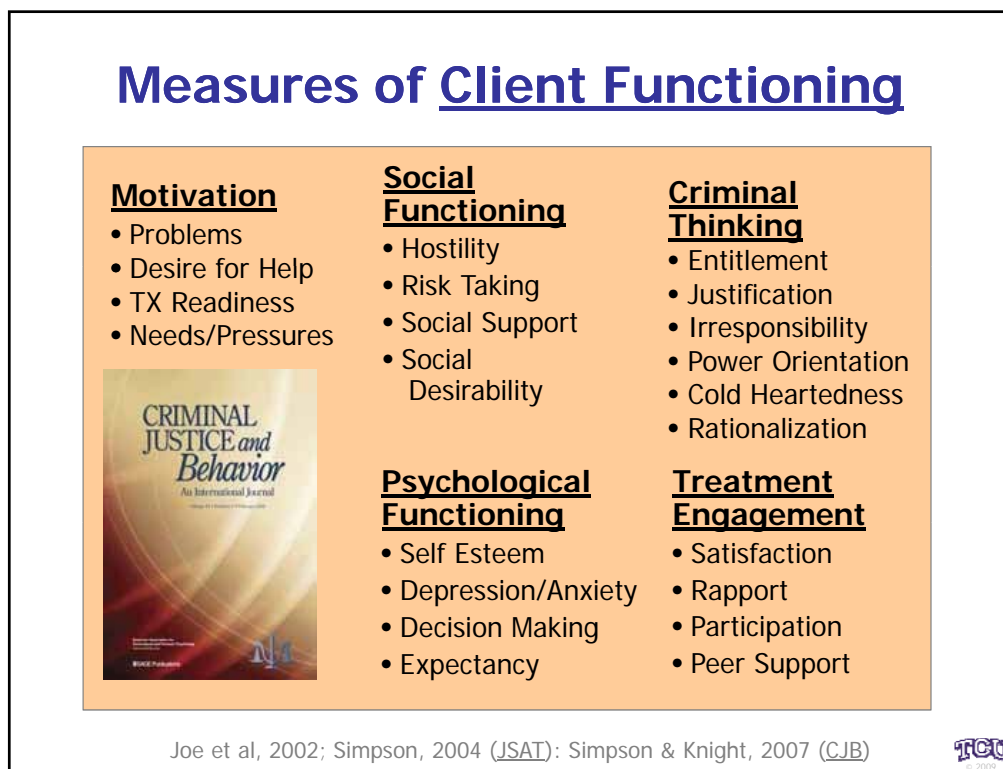 Measures of Client Functioning
Motivation
• Problems
• Desire for Help
• TX Readiness
• Needs/Pressures
CRIMINAL
JUSTICE and
Behavior
An International Journal
SAGE Publications
Social
Functioning
• Hostility
• Risk Taking
• Social Support
• Social
Desirability
Criminal
Thinking
• Entitlement
• Justification
• Irresponsibility
• Power Orientation
• Cold Heartedness
• Rationalization
Psychological
Functioning
• Self Esteem
• Depression/Anxiety
• Decision Making
• Expectancy
Treatment
Engagement
• Satisfaction
• Rapport
• Participation
• Peer Support
Joe et al, 2002; Simpson, 2004 (JSAT): Simpson & Knight, 2007 (CJB)
TCU
© 2009